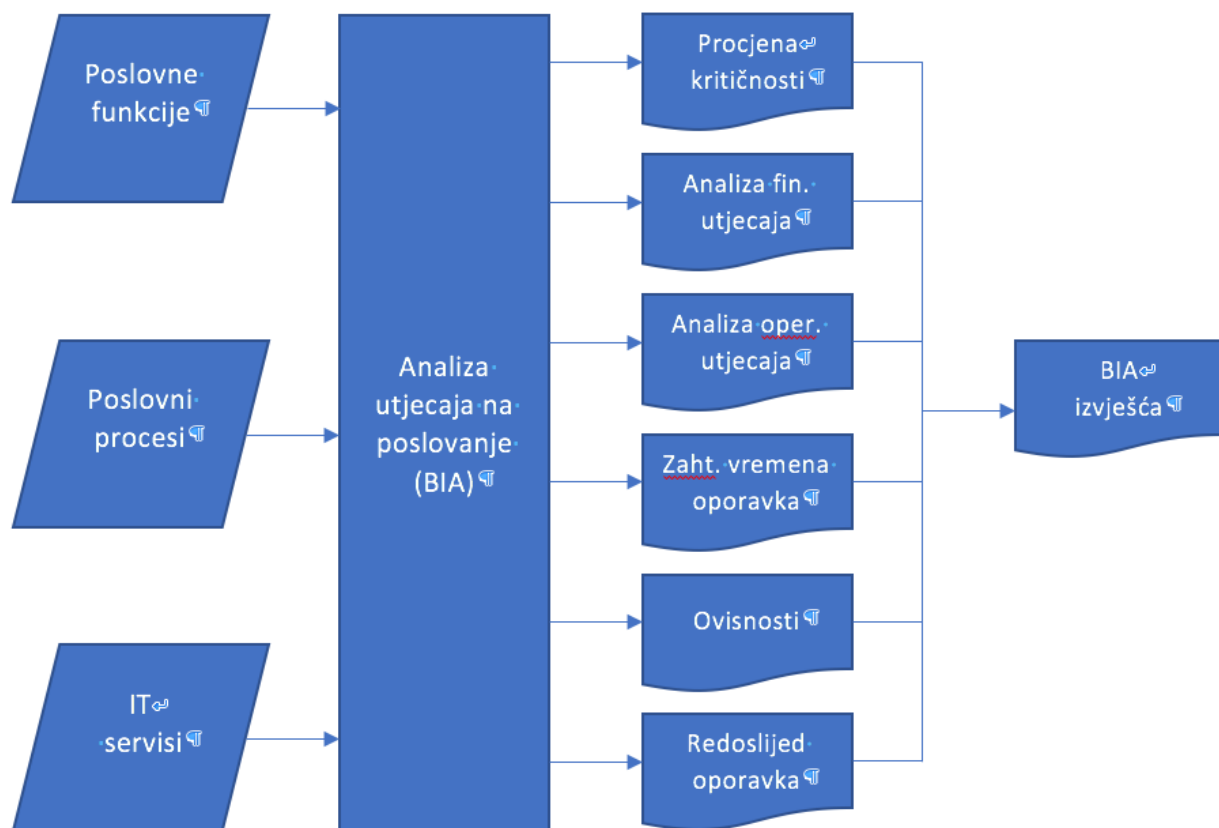 Poslovne
funkcije
Poslovni
procesi
IT
servisi
Analiza
utjecaja na
poslovanje
(BIA)
Procjena
kritičnosti
Analiza fin.
utjecaja
Analiza oper.
utjecaja
Zaht. vremena
oporavka
Ovisnosti
Redoslijed
oporavka
BIA
izvješća